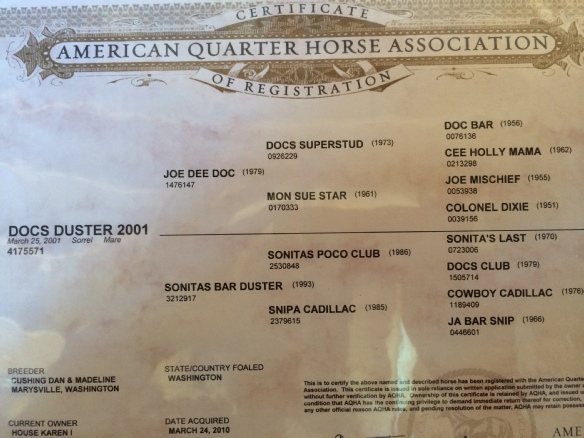 CERTIFICATE
AMERICAN QUARTER HORSE ASSOCIATION
OF REGISTRATION
DOC BAR (1956)
0076136
DOCS SUPERSTUD (1973)
0926229
CEE HOLLY MAMA (1962)
0213298
JOE DEE DOC (1979)
1476147
JOE MISCHIEF (1955)
0053938
MON SUE STAR (1961)
0170333
COLONEL DIXIE (1951)
0039156
DOCS DUSTER 2001
March 25, 2001 Sorrel Mare
4175571
SONITA'S LAST (1970)
0723006
SONITAS POCO CLUB (1986)
2530848
DOCS CLUB (1979)
1505714
SONITAS BAR DUSTER (1993)
3212917
COWBOY CADILLAC (1976)
1189409
SNIPA CADILLAC (1985)
2379615
JA BAR SNIP (1966)
0446601
BREEDER
CUSHING DAN & MADELINE
MARYSVILLE, WASHINGTON
STATE/COUNTRY FOALED
WASHINGTON
CURRENT OWNER
HOUSE KAREN I
DATE ACQUIRED
MARCH 24, 2010
This is to certify the above named and described horse has been registered with the American Quarte
Association. This certificate is issued in sole reliance on written application submitted by the owner a
without further verification by AQHA. Ownership of this certificate is retained by AQHA, and issued o
condition that AQHA has the continuing privilege to demand immediate return thereof for correction,
any other official reason AQHA rules, and pending resolution of the matter, AQHA may retain posses
AME